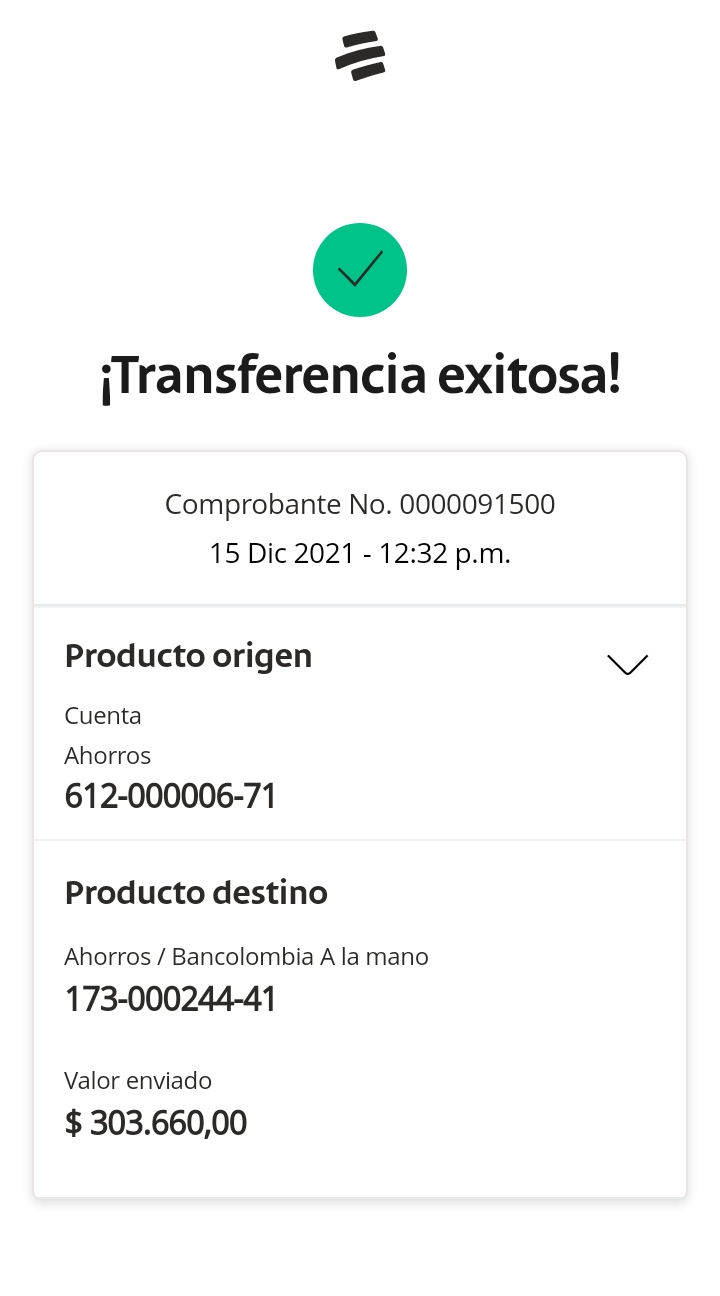 ¡Transferencia exitosa!
Comprobante No. 0000091500
15 Dic 2021 - 12:32 p.m.
Producto origen
Cuenta
Ahorros
612-000006-71
Producto destino
Ahorros / Bancolombia A la mano
173-000244-41
Valor enviado
$ 303.660,00